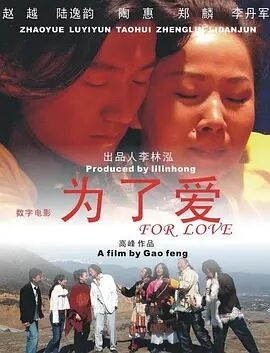 赵越 陆逸韵 陶惠 郑麟 李丹军
ZHAOYUE LUYIYUN TAOHUI ZHENGLIN LIDANJUN
出品人李林泓
Produced by lilinhong
数字电影
为了爱
FOR LOVE
高峰 作品
A film by Gao feng